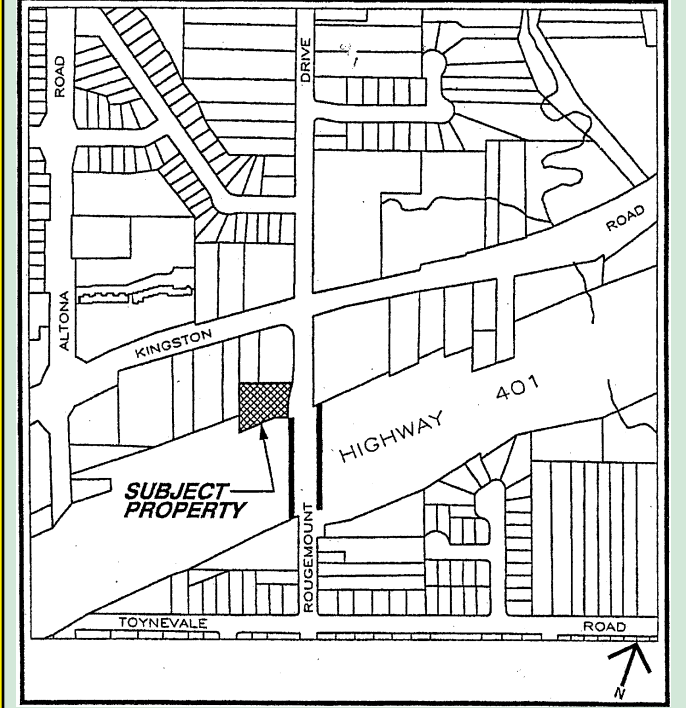 ROAD
DRIVE
ROAD
ALTONA
KINGSTON
HIGHWAY 401
SUBJECT
PROPERTY
ROUGEMOUNT
TOYNEVALE
ROAD
N